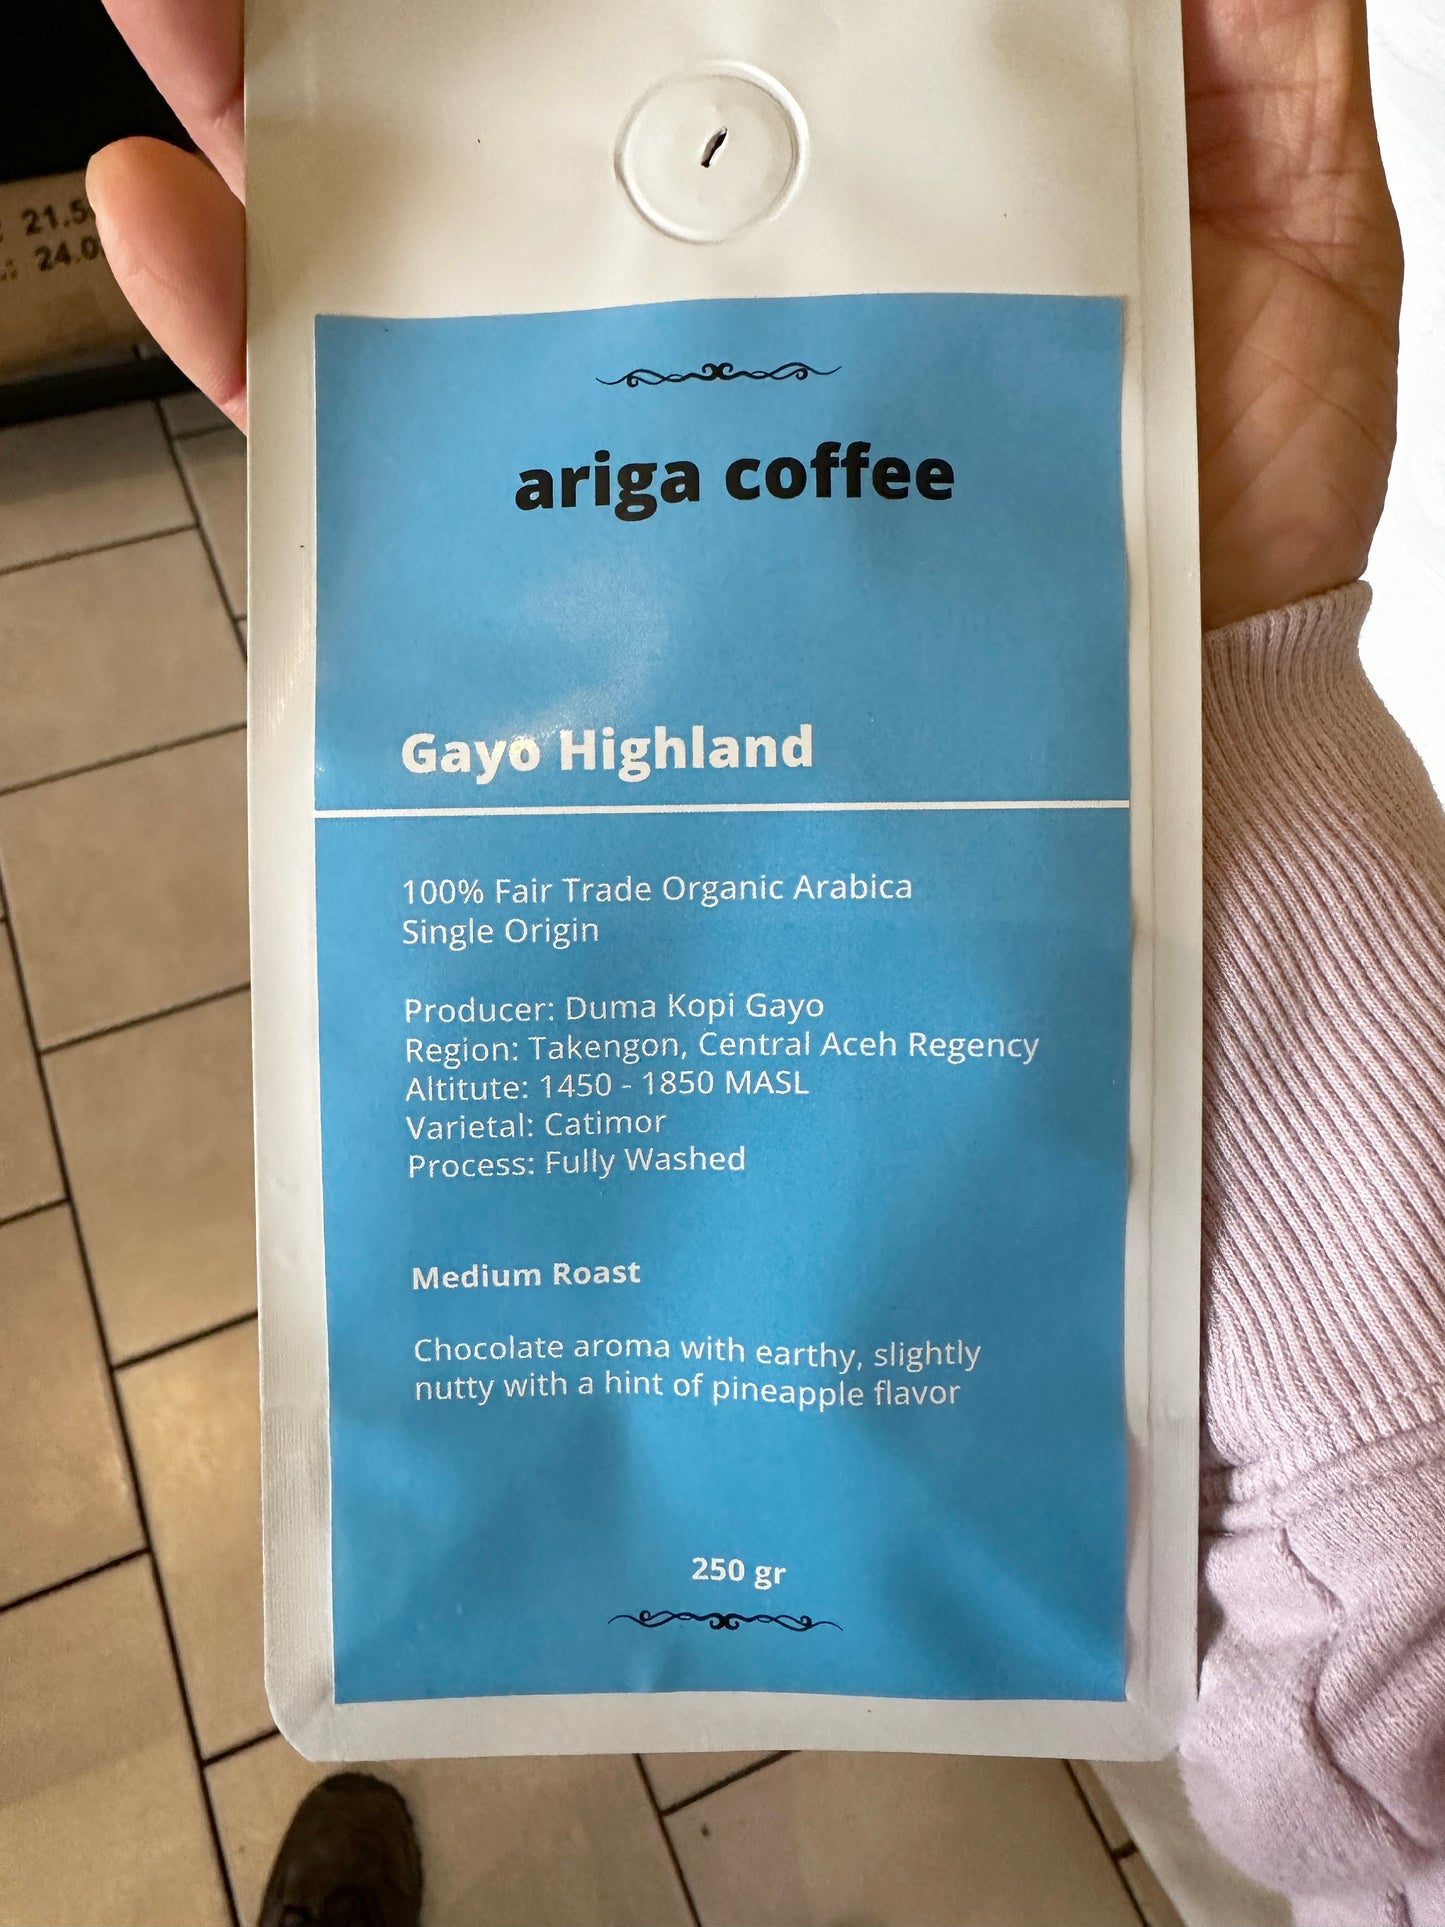 ariga coffee
Gayo Highland
100% Fair Trade Organic Arabica
Single Origin
Producer: Duma Kopi Gayo
Region: Takengon, Central Aceh Regency
Altitute: 1450 - 1850 MASL
Varietal: Catimor
Process: Fully Washed
Medium Roast
Chocolate aroma with earthy, slightly
nutty with a hint of pineapple flavor
250 gr